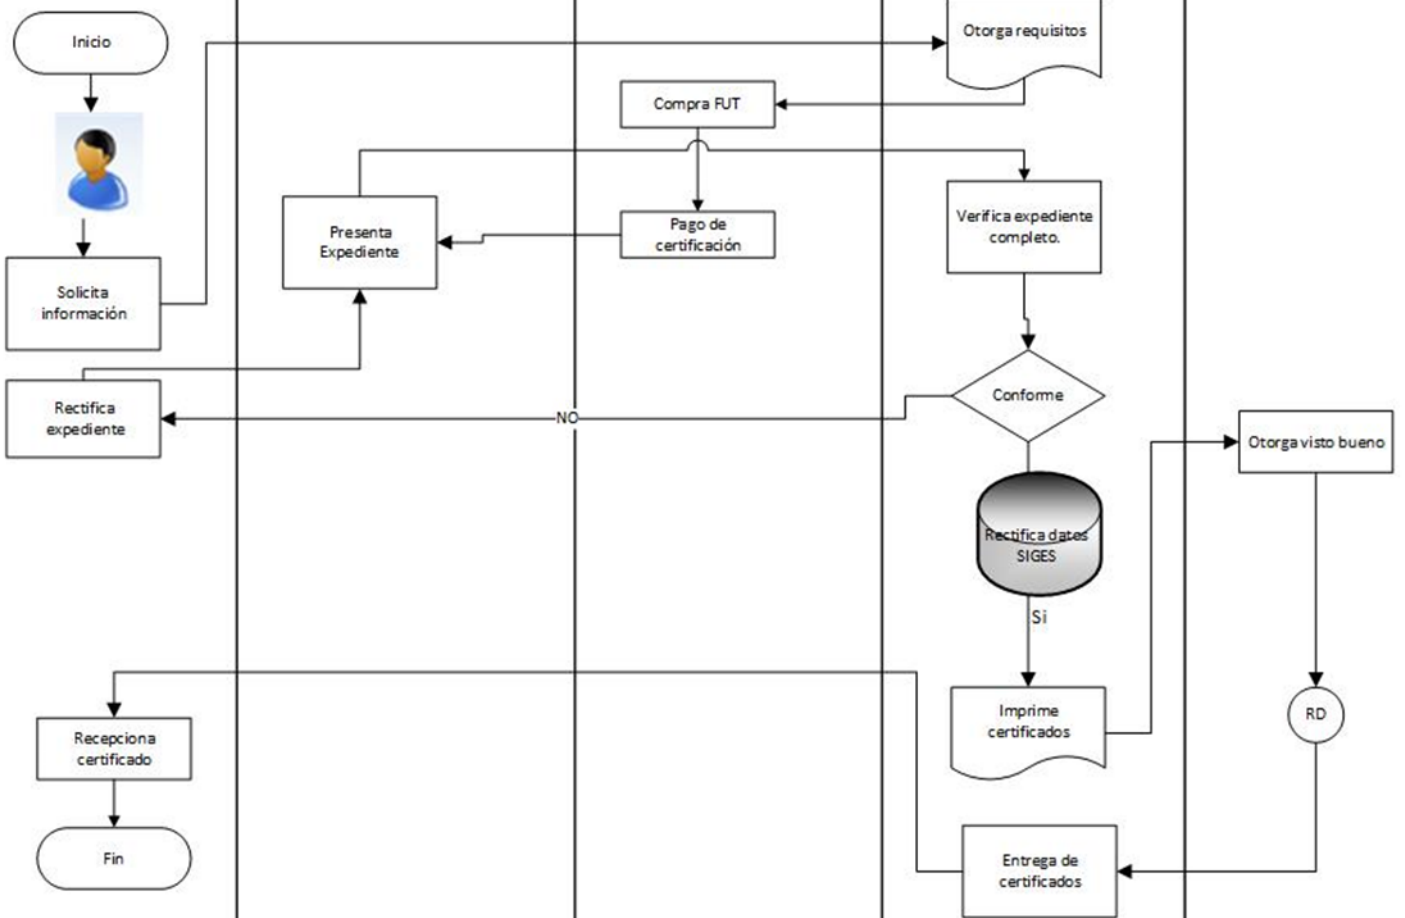 Inicio
Otorga requisitos
Compra FUT
Presenta
Expediente
Pago de
certificación
Verifica expediente
completo.
Solicita
información
Rectifica
expediente
NO
Conforme
Otorga visto bueno
Rectifica datos
SIGES
Si
Imprime
certificados
RD
Recepciona
certificado
Fin
Entrega de
certificados